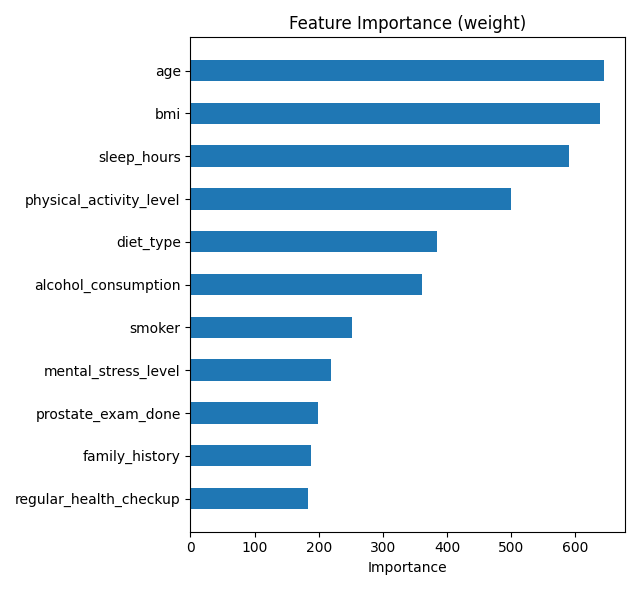 Feature Importance (weight)
age
bmi
sleep_hours
physical_activity_level
diet_type
alcohol_consumption
smoker
mental_stress_level
prostate_exam_done
family_history
regular_health_checkup
0 100 200 300 400 500 600
Importance